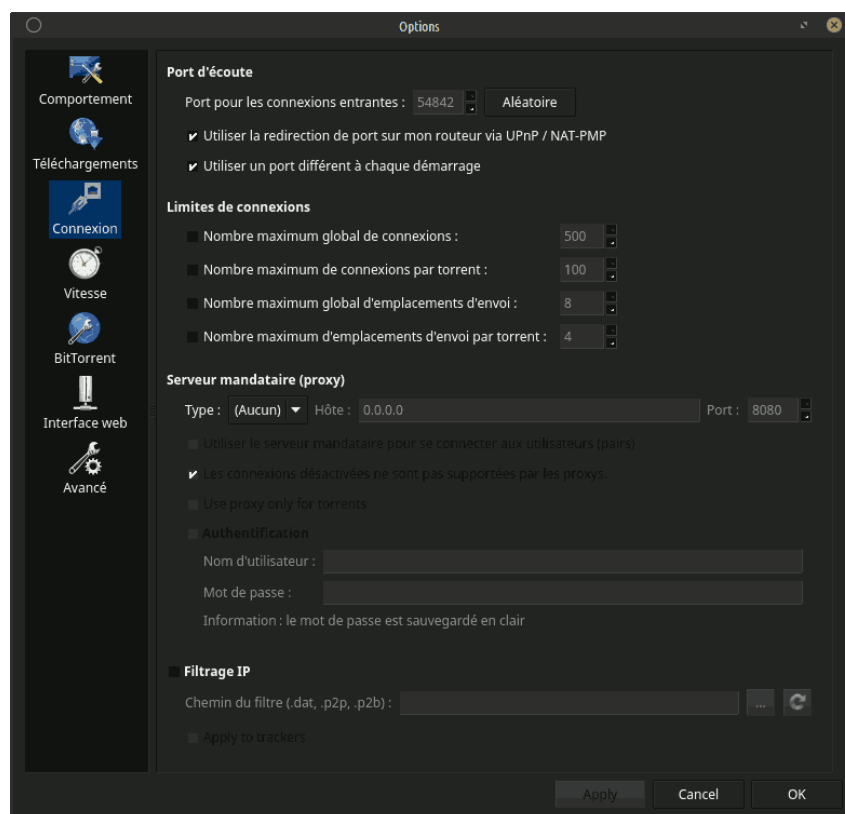 Options
Comportement
Téléchargements
Connexion
Vitesse
BitTorrent
Interface web
Avancé
Port d'écoute
Port pour les connexions entrantes : 54842 Aléatoire
Utiliser la redirection de port sur mon routeur via UPnP / NAT-PMP
Utiliser un port différent à chaque démarrage
Limites de connexions
Nombre maximum global de connexions : 500
Nombre maximum de connexions par torrent : 100
Nombre maximum global d'emplacements d'envoi : 8
Nombre maximum d'emplacements d'envoi par torrent : 4
Serveur mandataire (proxy)
Type : (Aucun) Hôte : 0.0.0.0 Port : 8080
Utiliser le serveur mandataire pour se connecter aux utilisateurs (pairs)
Les connexions désactivées ne sont pas supportées par les proxys.
Use proxy only for torrents
Authentification
Nom d'utilisateur :
Mot de passe :
Information : le mot de passe est sauvegardé en clair
Filtrage IP
Chemin du filtre (.dat, .p2p, .p2b) : ...
Apply to trackers
Apply Cancel OK